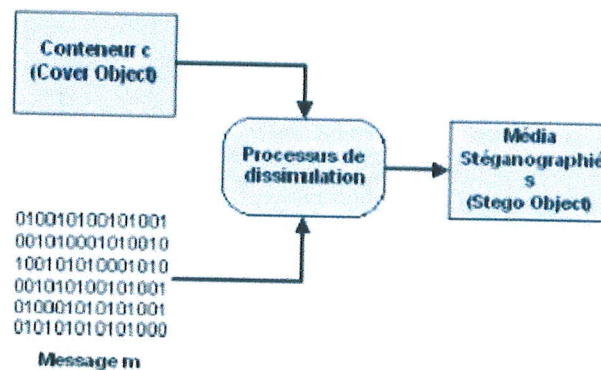 Conteneur c
(Cover Object)
Processus de
dissimulation
Média
Stéganographié
s
(Stego Object)
010010100101001
001010001010010
100101010001010
001010100101001
010001010101001
010101010101000
Message m